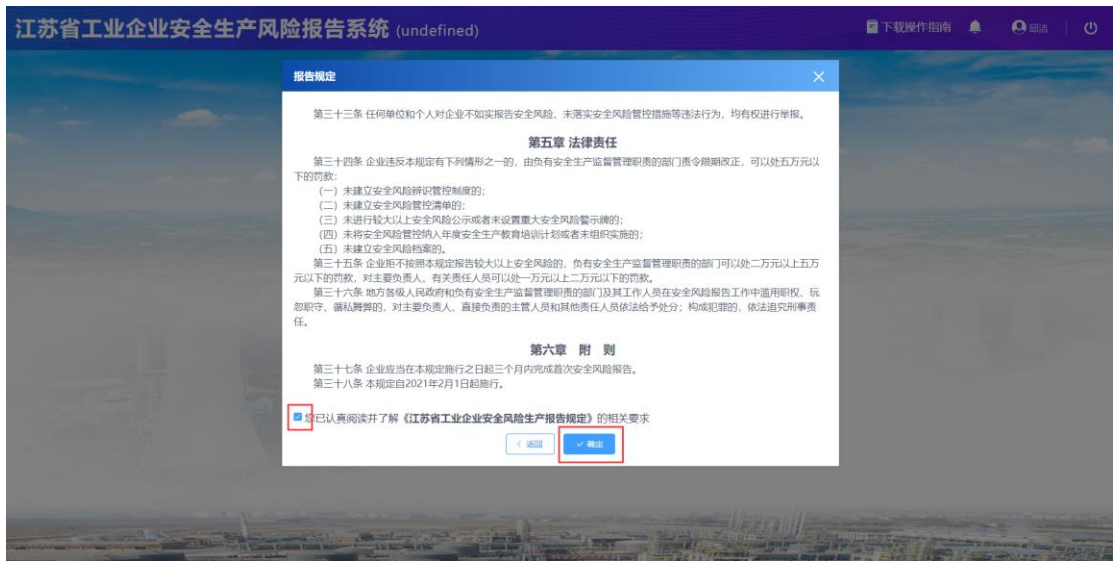 江苏省工业企业安全生产风险报告系统 (undefined)
下载操作指南
邱洁
报告规定
第三十三条 任何单位和个人对企业不如实报告安全风险、未落实安全风险管控措施等违法行为，均有权进行举报。
第五章 法律责任
第三十四条 企业违反本规定有下列情形之一的，由负有安全生产监督管理职责的部门责令限期改正，可以处五万元以
下的罚款：
（一）未建立安全风险辨识管控制度的；
（二）未建立安全风险管控清单的；
（三）未进行较大以上安全风险公示或者未设置重大安全风险警示牌的；
（四）未将安全风险管控纳入年度安全生产教育培训计划或者未组织实施的；
（五）未建立安全风险档案的。
第三十五条 企业拒不按照本规定报告较大以上安全风险的，负有安全生产监督管理职责的部门可以处二万元以上五万
元以下的罚款，对主要负责人、有关责任人员可以处一万元以上二万元以下的罚款。
第三十六条 地方各级人民政府和负有安全生产监督管理职责的部门及其工作人员在安全风险报告工作中滥用职权、玩
忽职守、循私舞弊的，对主要负责人、直接负责的主管人员和其他责任人员依法给予处分；构成犯罪的，依法追究刑事责
任。
第六章 附 则
第三十七条 企业应当在本规定施行之日起三个月内完成首次安全风险报告。
第三十八条 本规定自2021年2月1日起施行。
您已认真阅读并了解《江苏省工业企业安全风险生产报告规定》的相关要求
返回
确定